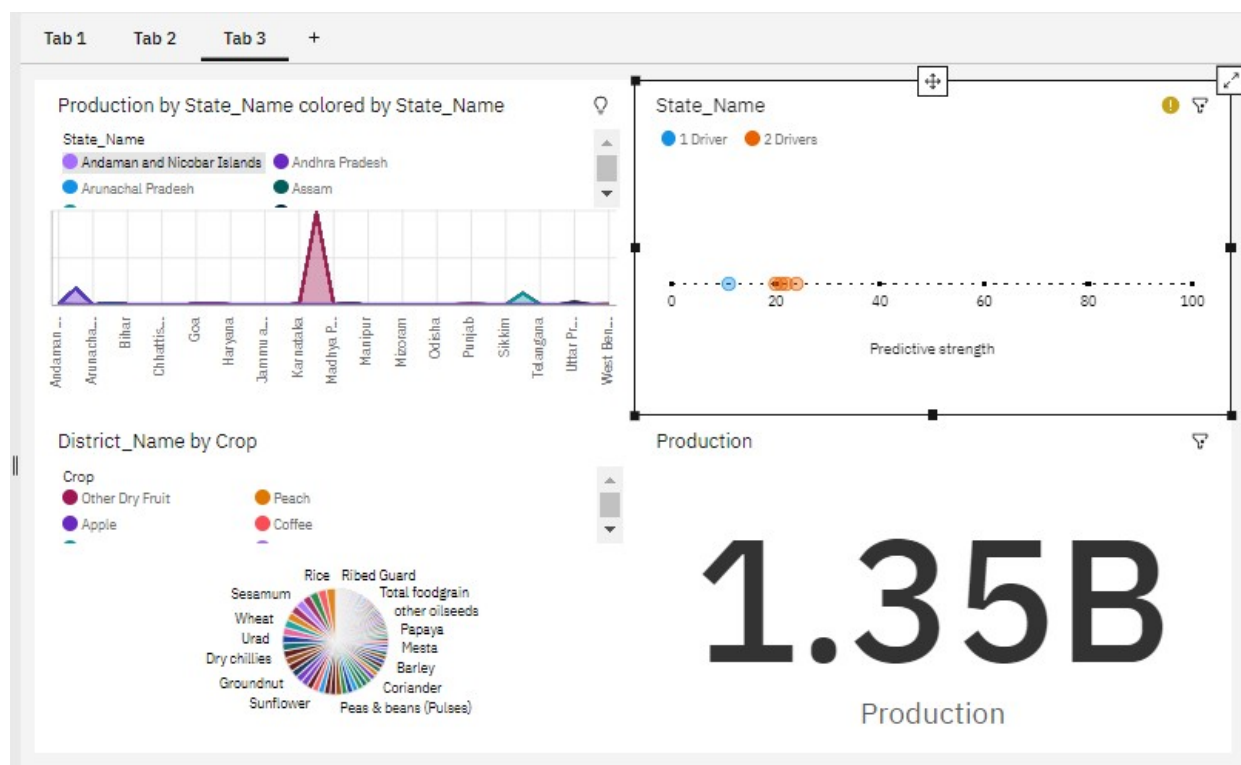 Tab 1 Tab 2 Tab 3 +
Production by State_Name colored by State_Name
State_Name
Andaman and Nicobar Islands Andhra Pradesh
Arunachal Pradesh Assam
Andaman ...
Arunacha...
Bihar
Chhattis...
Goa
Haryana
Jammu a...
Karnataka
Madhya P...
Manipur
Mizoram
Odisha
Punjab
Sikkim
Telangana
Uttar Pr...
West Ben...
State_Name
1 Driver 2 Drivers
0 20 40 60 80 100
Predictive strength
District_Name by Crop
Crop
Other Dry Fruit Peach
Apple Coffee
Rice Ribed Guard
Sesamum Total foodgrain
other oilseeds
Wheat Papaya
Urad Mesta
Dry chillies Barley
Groundnut Coriander
Sunflower Peas & beans (Pulses)
Production
1.35B
Production